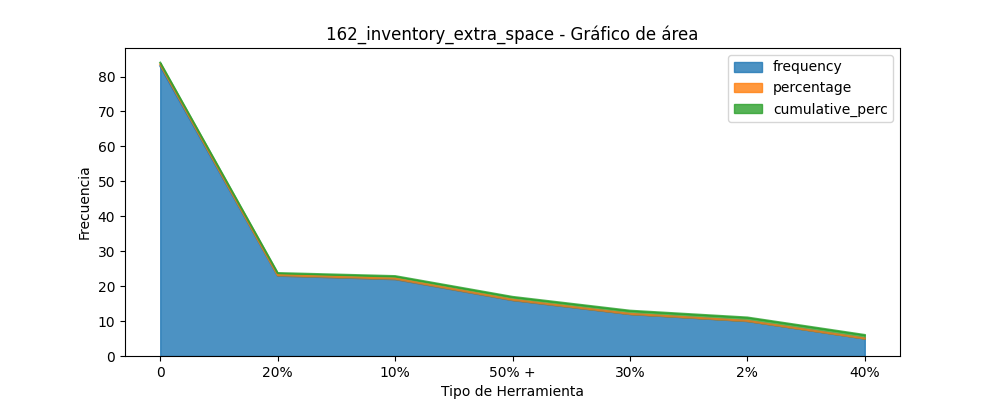 162_inventory_extra_space - Gráfico de área
frequency
percentage
cumulative_perc
Frecuencia
80
70
60
50
40
30
20
10
0
0 20% 10% 50% + 30% 2% 40%
Tipo de Herramienta